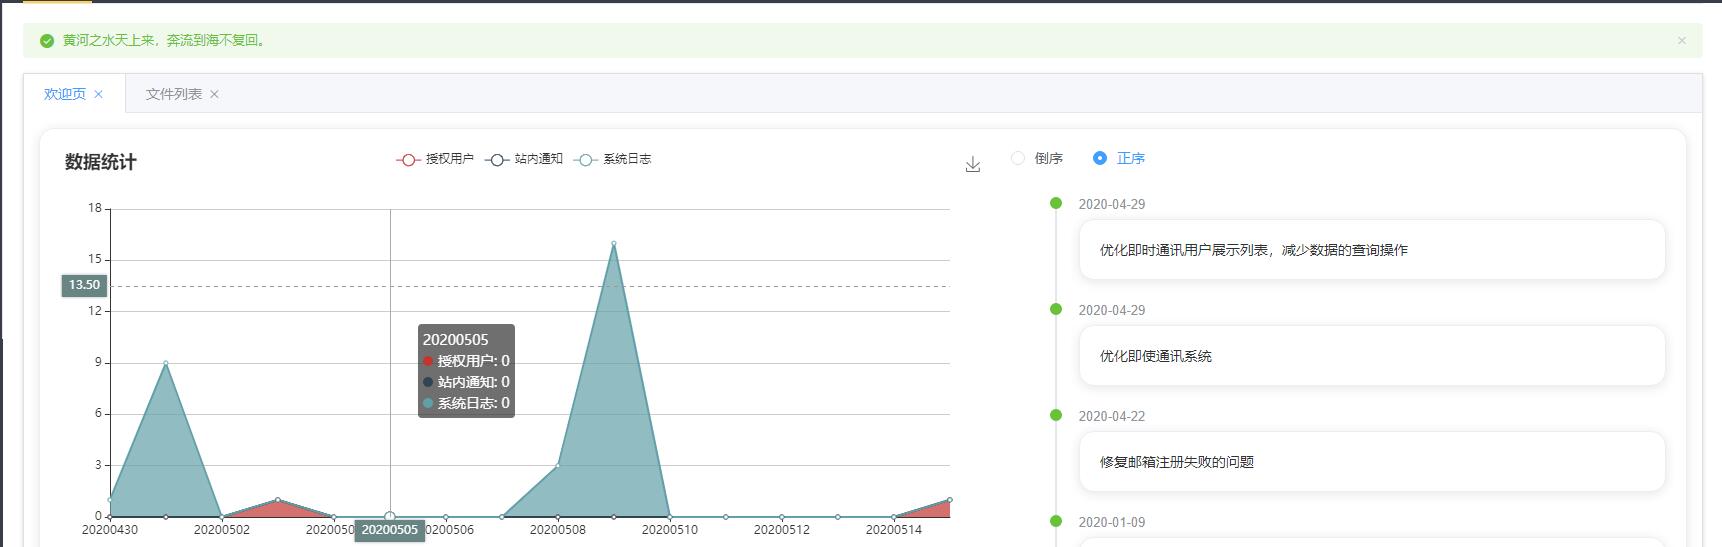 黄河之水天上来，奔流到海不复回。
欢迎页
文件列表
数据统计
授权用户
站内通知
系统日志
倒序
正序
18
15
13.50
12
9
6
3
0
20200505
授权用户: 0
站内通知: 0
系统日志: 0
20200430
20200502
20200505
20200506
20200508
20200510
20200512
20200514
2020-04-29
优化即时通讯用户展示列表，减少数据的查询操作
2020-04-29
优化即使通讯系统
2020-04-22
修复邮箱注册失败的问题
2020-01-09